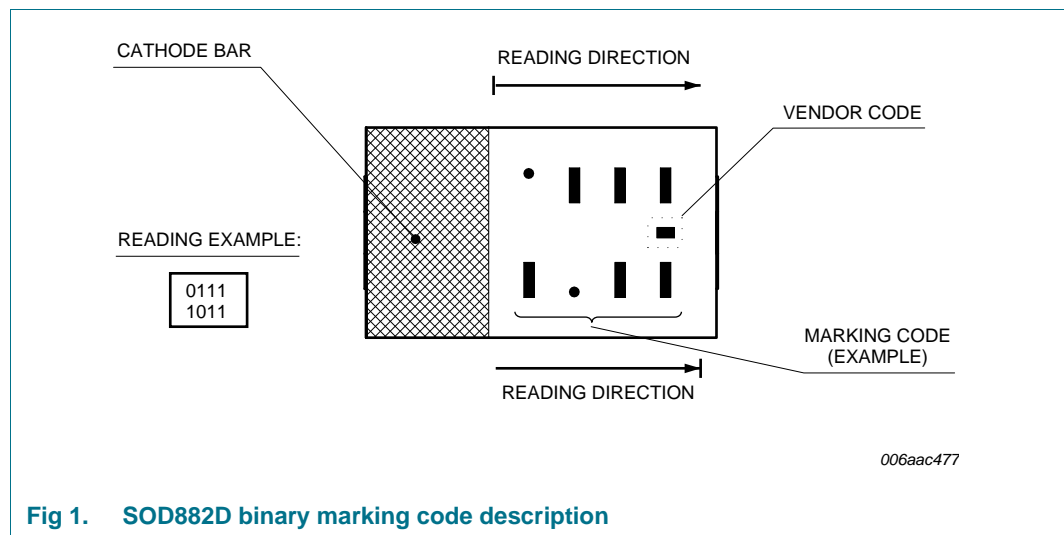 CATHODE BAR
READING DIRECTION
VENDOR CODE
READING EXAMPLE:
0111
1011
MARKING CODE
(EXAMPLE)
READING DIRECTION
006aac477
Fig 1. SOD882D binary marking code description